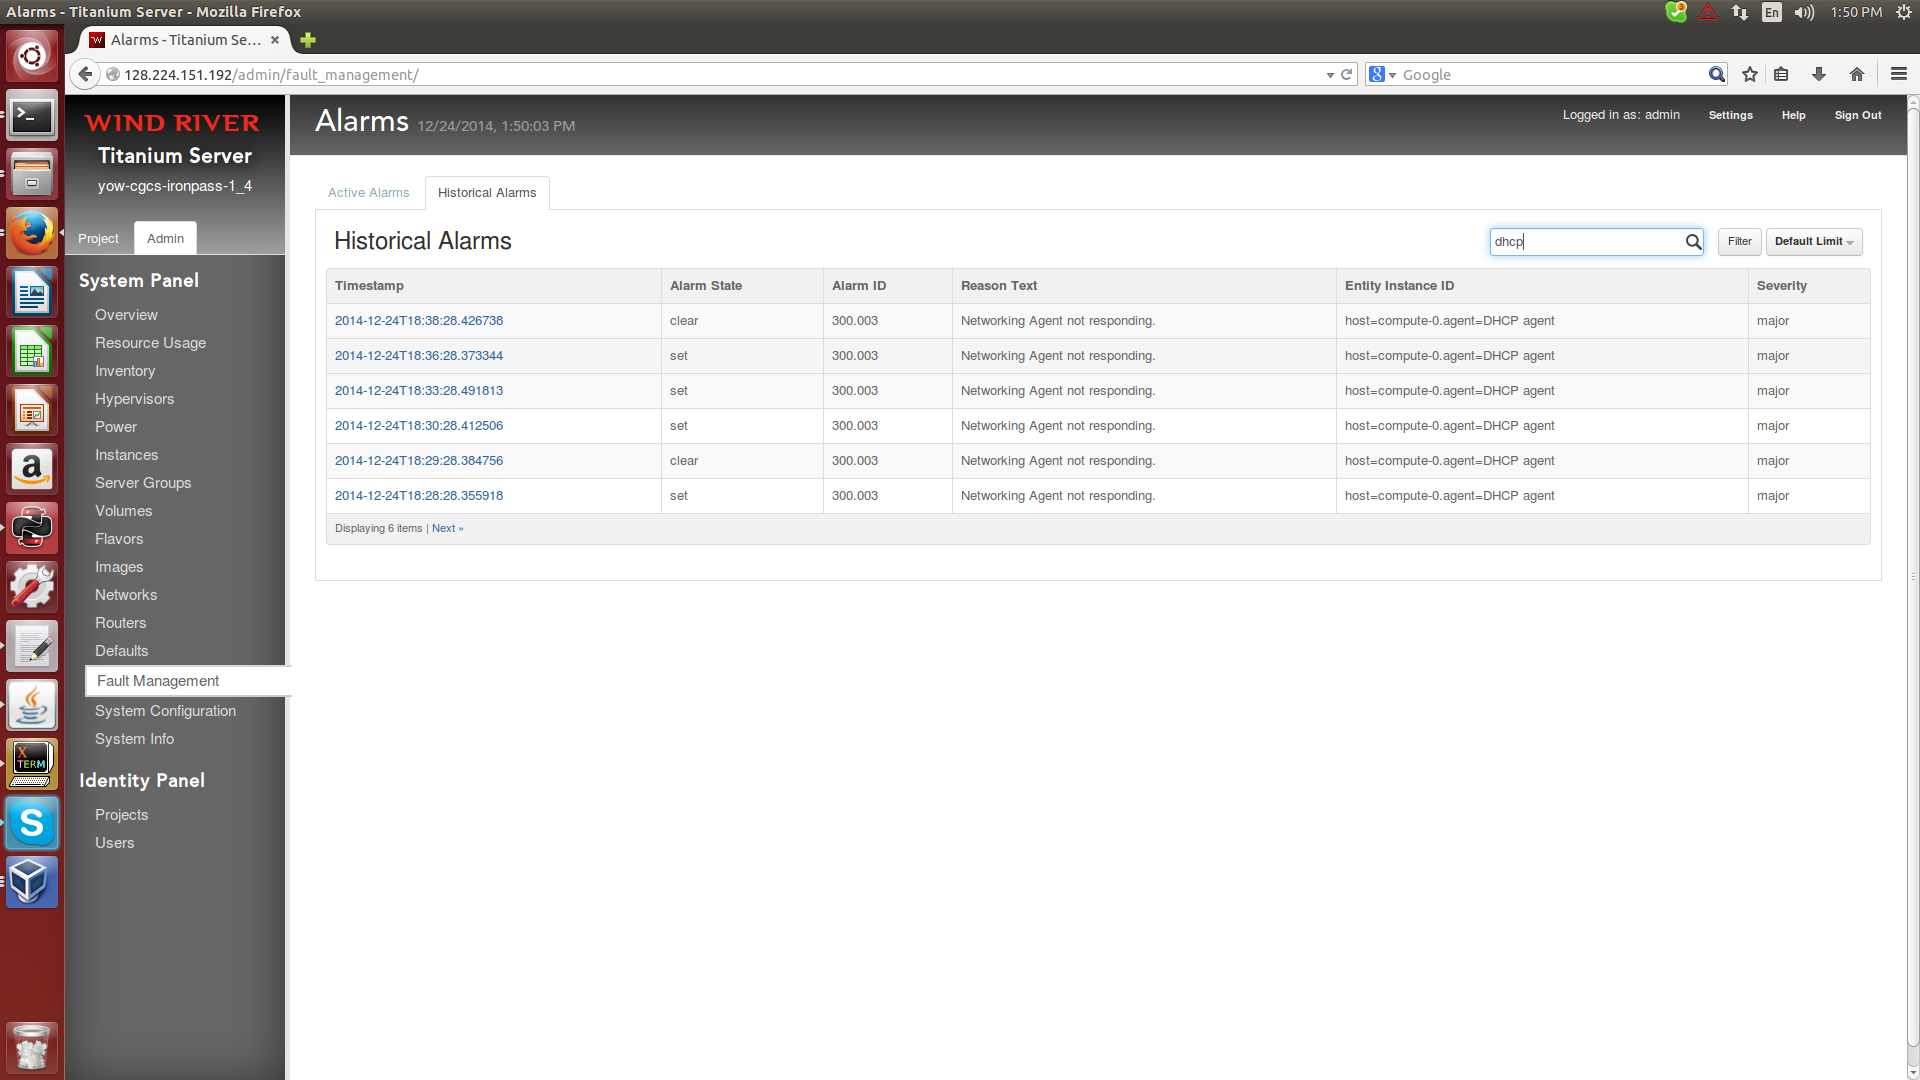 Alarms - Titanium Server - Mozilla Firefox
En
1:50 PM
Alarms - Titanium Se...
128.224.151.192/admin/fault_management/
Google
WIND RIVER
Titanium Server
yow-cgcs-ironpass-1_4
Project
Admin
System Panel
Overview
Resource Usage
Inventory
Hypervisors
Power
Instances
Server Groups
Volumes
Flavors
Images
Networks
Routers
Defaults
Fault Management
System Configuration
System Info
Identity Panel
Projects
Users
Alarms 12/24/2014, 1:50:03 PM
Logged in as: admin Settings Help Sign Out
Active Alarms Historical Alarms
Historical Alarms
dhcp
Filter
Default Limit
Timestamp Alarm State Alarm ID Reason Text Entity Instance ID Severity
2014-12-24T18:38:28.426738 clear 300.003 Networking Agent not responding. host=compute-0.agent=DHCP agent major
2014-12-24T18:36:28.373344 set 300.003 Networking Agent not responding. host=compute-0.agent=DHCP agent major
2014-12-24T18:33:28.491813 set 300.003 Networking Agent not responding. host=compute-0.agent=DHCP agent major
2014-12-24T18:30:28.412506 set 300.003 Networking Agent not responding. host=compute-0.agent=DHCP agent major
2014-12-24T18:29:28.384756 clear 300.003 Networking Agent not responding. host=compute-0.agent=DHCP agent major
2014-12-24T18:28:28.355918 set 300.003 Networking Agent not responding. host=compute-0.agent=DHCP agent major
Displaying 6 items | Next »
X
TERM